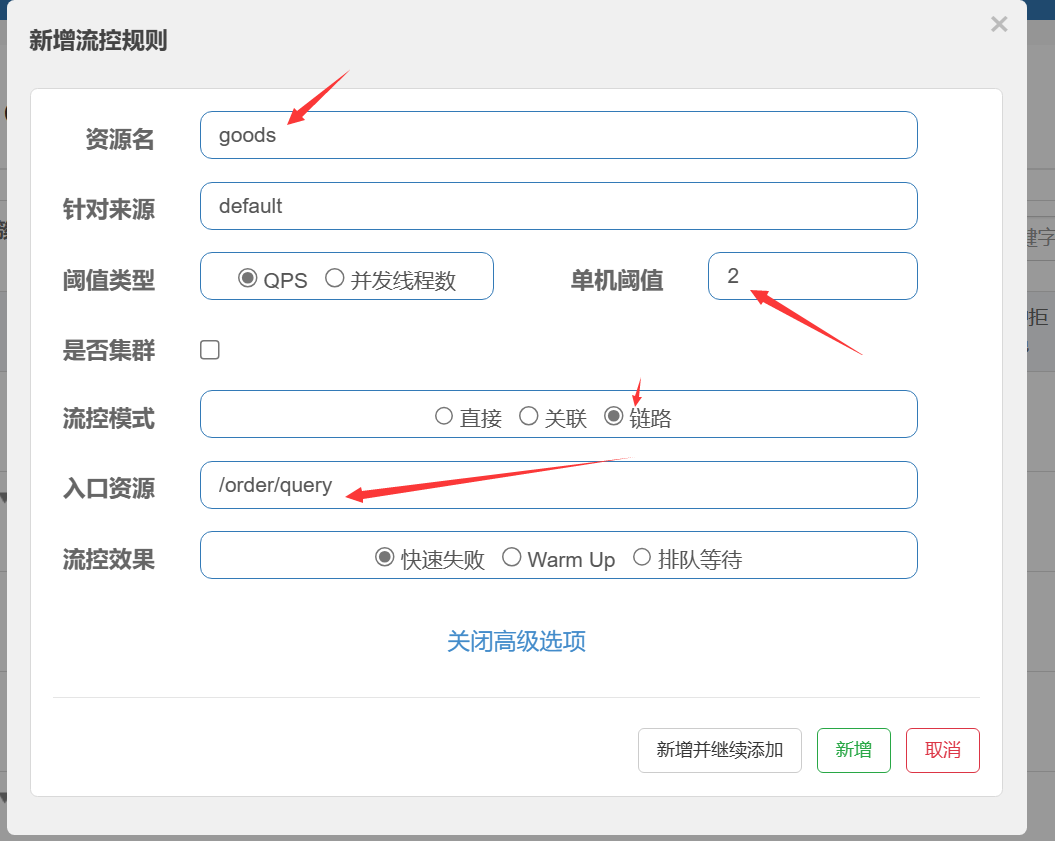 新增流控规则
×
资源名 goods
针对来源 default
阈值类型 QPS 并发线程数 单机阈值 2
是否集群
流控模式 直接 关联 链路
入口资源 /order/query
流控效果 快速失败 Warm Up 排队等待
关闭高级选项
新增并继续添加 新增 取消
键字
拒